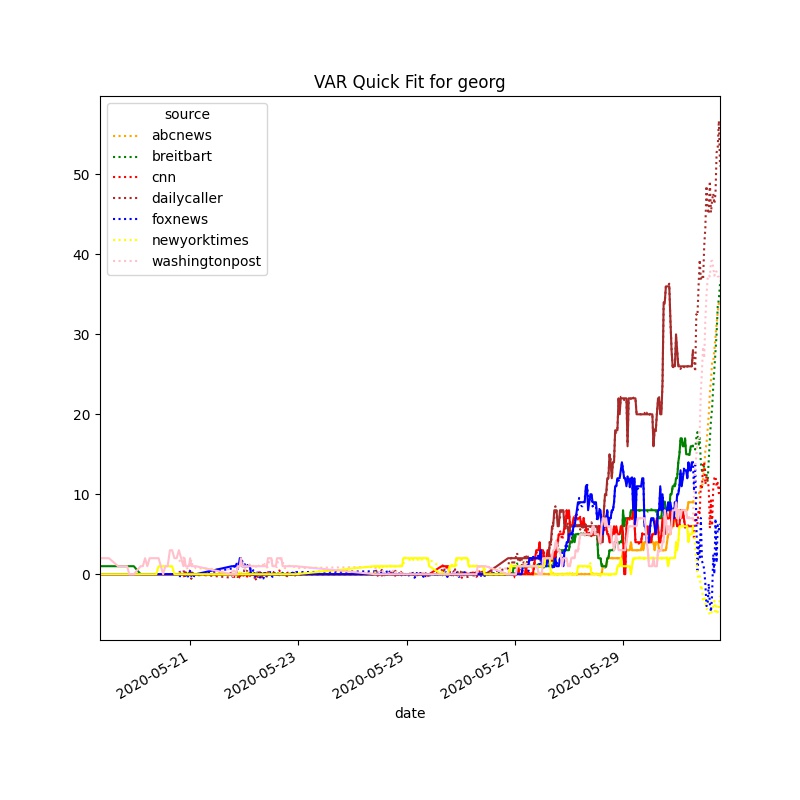 VAR Quick Fit for georg
source
abcnews
breitbart
cnn
dailycaller
foxnews
newyorktimes
washingtonpost
50
40
30
20
10
0
2020-05-21
2020-05-23
2020-05-25
2020-05-27
2020-05-29
date